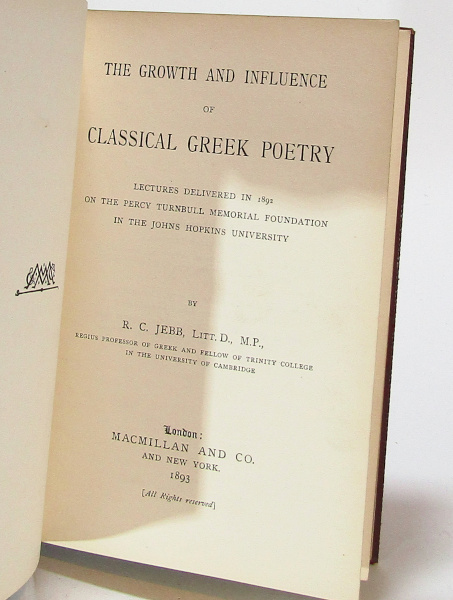 THE GROWTH AND INFLUENCE
OF
CLASSICAL GREEK POETRY
LECTURES DELIVERED IN 1892
ON THE PERCY TURNBULL MEMORIAL FOUNDATION
IN THE JOHNS HOPKINS UNIVERSITY
BY
R. C. JEBB, LITT.D., M.P.,
REGIUS PROFESSOR OF GREEK AND FELLOW OF TRINITY COLLEGE
IN THE UNIVERSITY OF CAMBRIDGE
London:
MACMILLAN AND CO.
AND NEW YORK.
1893
[All Rights reserved]